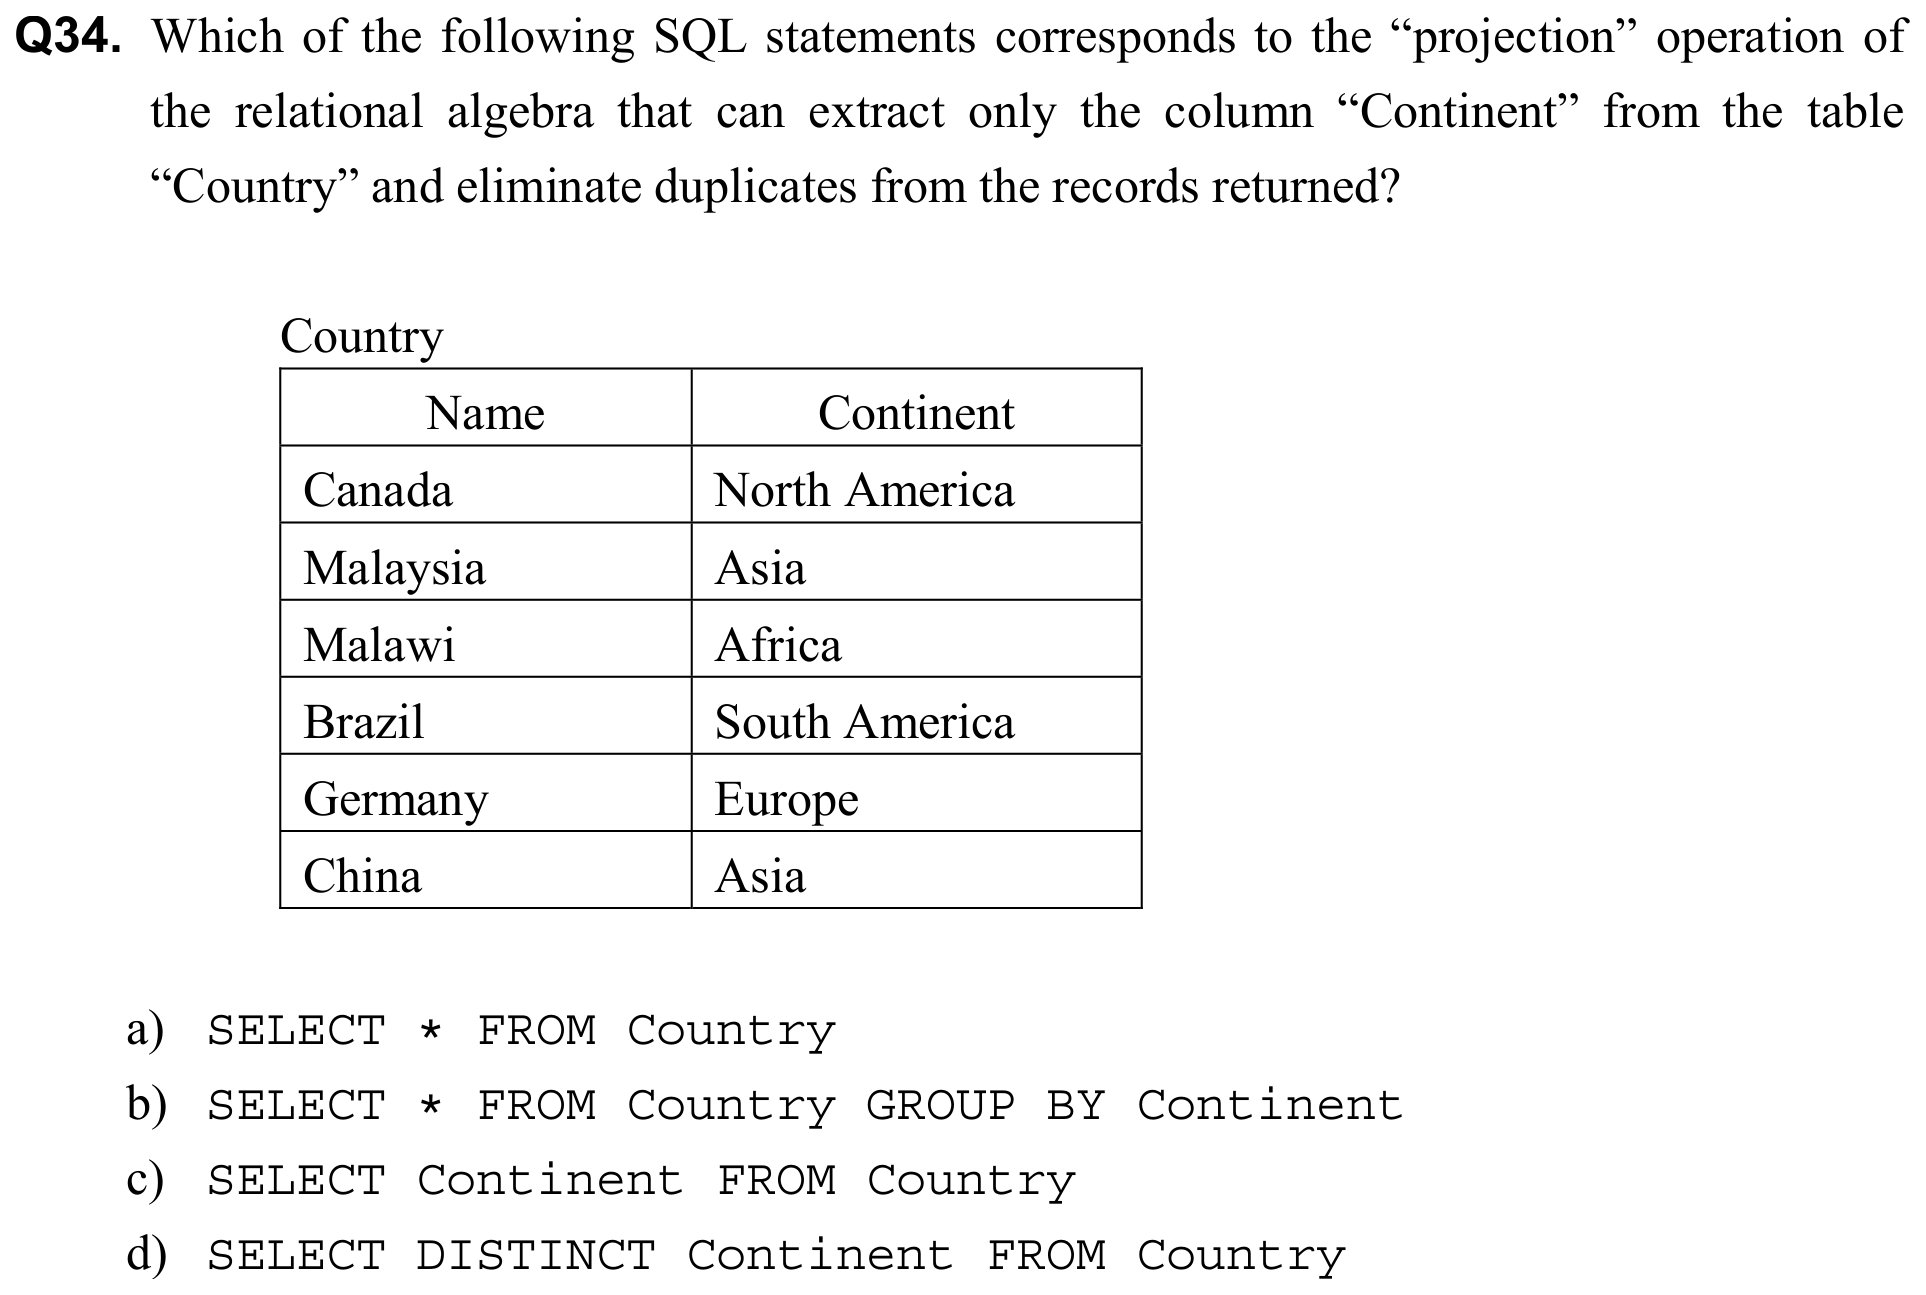 Q34. Which of the following SQL statements corresponds to the “projection” operation of
the relational algebra that can extract only the column “Continent” from the table
“Country” and eliminate duplicates from the records returned?
Country
Name Continent
Canada North America
Malaysia Asia
Malawi Africa
Brazil South America
Germany Europe
China Asia
a) SELECT * FROM Country
b) SELECT * FROM Country GROUP BY Continent
c) SELECT Continent FROM Country
d) SELECT DISTINCT Continent FROM Country